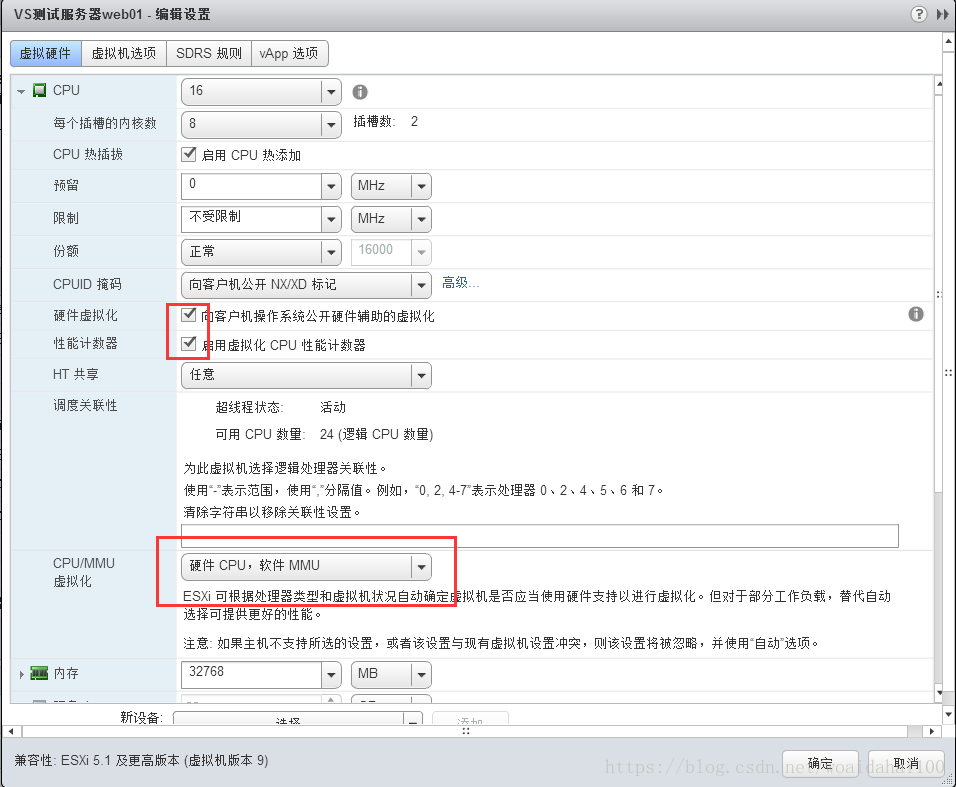 VS测试服务器web01 - 编辑设置
虚拟硬件 虚拟机选项 SDRS 规则 vApp 选项
CPU 16
每个插槽的内核数 8 插槽数: 2
CPU 热插拔 启用 CPU 热添加
预留 0 MHz
限制 不受限制 MHz
份额 正常 16000
CPUID 掩码 向客户机公开 NX/XD 标记 高级...
硬件虚拟化 向客户机操作系统公开硬件辅助的虚拟化
性能计数器 启用虚拟化 CPU 性能计数器
HT 共享 任意
调度关联性 超线程状态: 活动
可用 CPU 数量: 24 (逻辑 CPU 数量)
为此虚拟机选择逻辑处理器关联性。
使用“-”表示范围，使用“,”分隔值。例如，“0, 2, 4-7”表示处理器 0、2、4、5、6 和 7。
清除字符串以移除关联性设置。
CPU/MMU 虚拟化 硬件 CPU，软件 MMU
ESXi 可根据处理器类型和虚拟机状况自动确定虚拟机是否应当使用硬件支持以进行虚拟化。但对于部分工作负载，替代自动
选择可提供更好的性能。
注意: 如果主机不支持所选的设置，或者该设置与现有虚拟机设置冲突，则该设置将被忽略，并使用“自动”选项。
内存 32768 MB
新设备: 选择 添加
兼容性: ESXi 5.1 及更高版本 (虚拟机版本 9) 确定 取消